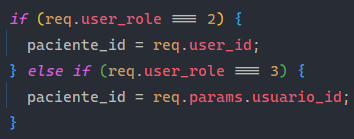 if (req.user_role === 2) {
paciente_id = req.user_id;
} else if (req.user_role === 3) {
paciente_id = req.params.usuario_id;
}